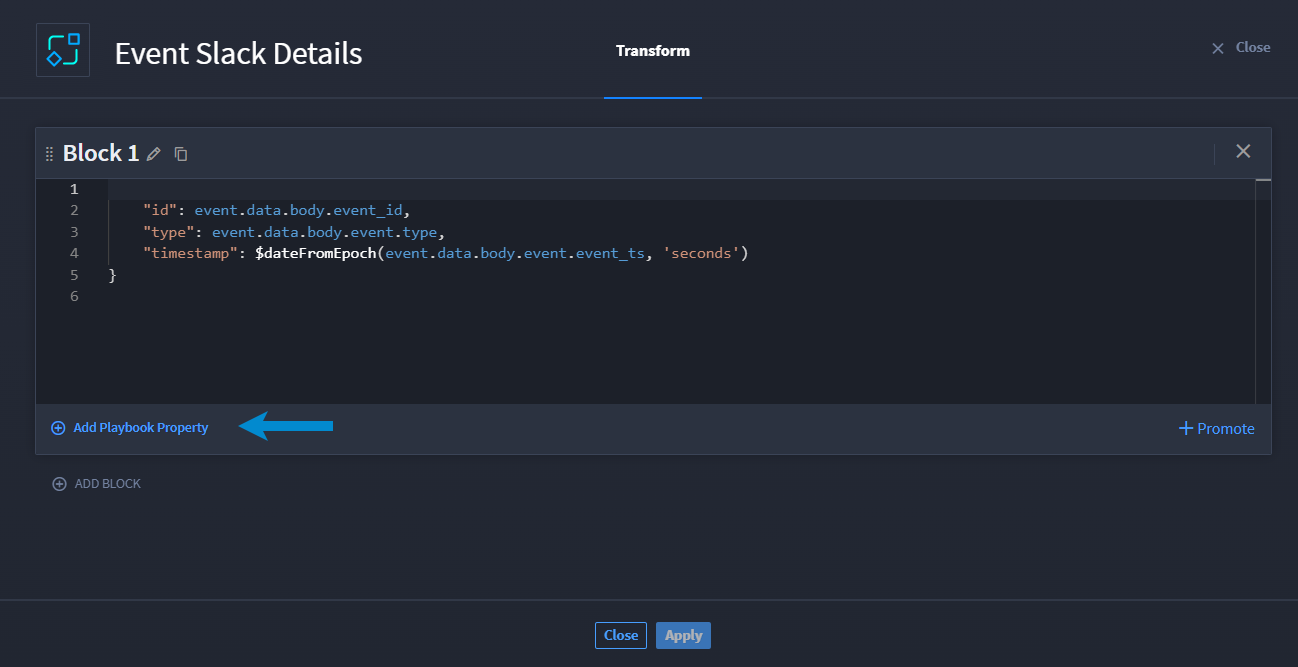 Event Slack Details
Transform
Close
Block 1
1
2     "id": event.data.body.event_id,
3     "type": event.data.body.event.type,
4     "timestamp": $dateFromEpoch(event.data.body.event.event_ts, 'seconds')
5 }
6
Add Playbook Property
Promote
ADD BLOCK
Close
Apply